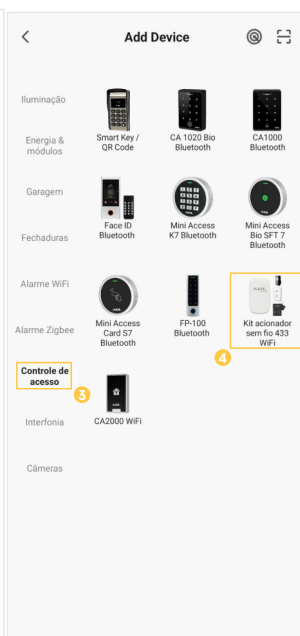 Add Device
Iluminação
Energia &
módulos
Garagem
Fechaduras
Alarme WiFi
Alarme Zigbee
Controle de
acesso
3
Interfonia
Câmeras
Smart Key /
QR Code
CA 1020 Bio
Bluetooth
CA1000
Bluetooth
Face ID
Bluetooth
Mini Access
K7 Bluetooth
Mini Access
Bio SFT 7
Bluetooth
Mini Access
Card S7
Bluetooth
FP-100
Bluetooth
4
Kit acionador
sem fio 433
WiFi
CA2000 WiFi